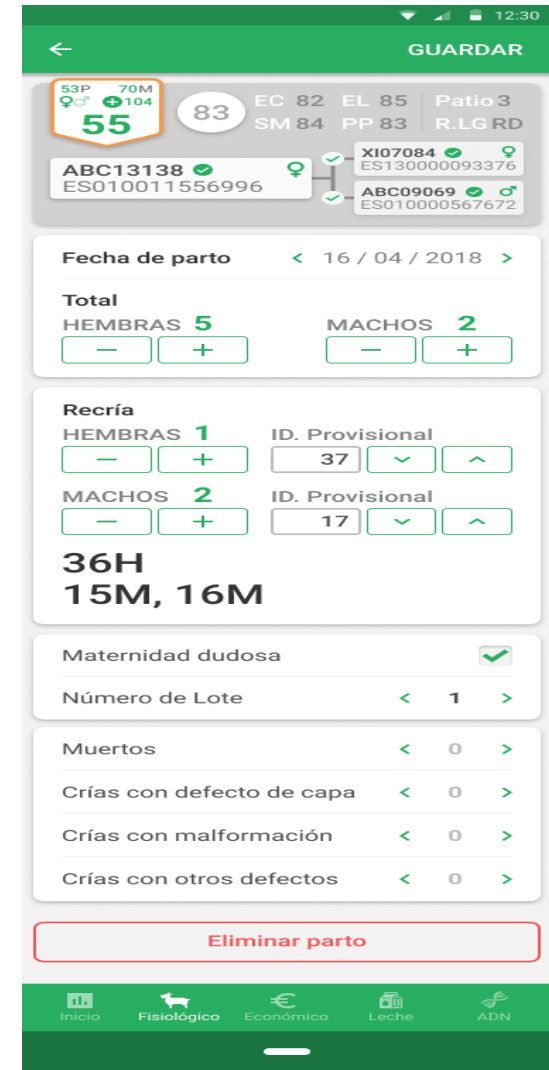 12:30
GUARDAR
53P 70M
104
55
83
EC 82 EL 85 Patio 3
SM 84 PP 83 R.LG RD
ABC13138
ES010011556996
XI07084
ES130000093376
ABC09069
ES010000567672
Fecha de parto < 16 / 04 / 2018 >
Total
HEMBRAS 5 MACHOS 2
− + − +
Recría
HEMBRAS 1 ID. Provisional
− + 37
MACHOS 2 ID. Provisional
− + 17
36H
15M, 16M
Maternidad dudosa
Número de Lote < 1 >
Muertos < 0 >
Crías con defecto de capa < 0 >
Crías con malformación < 0 >
Crías con otros defectos < 0 >
Eliminar parto
Inicio Fisiológico Económico Leche ADN